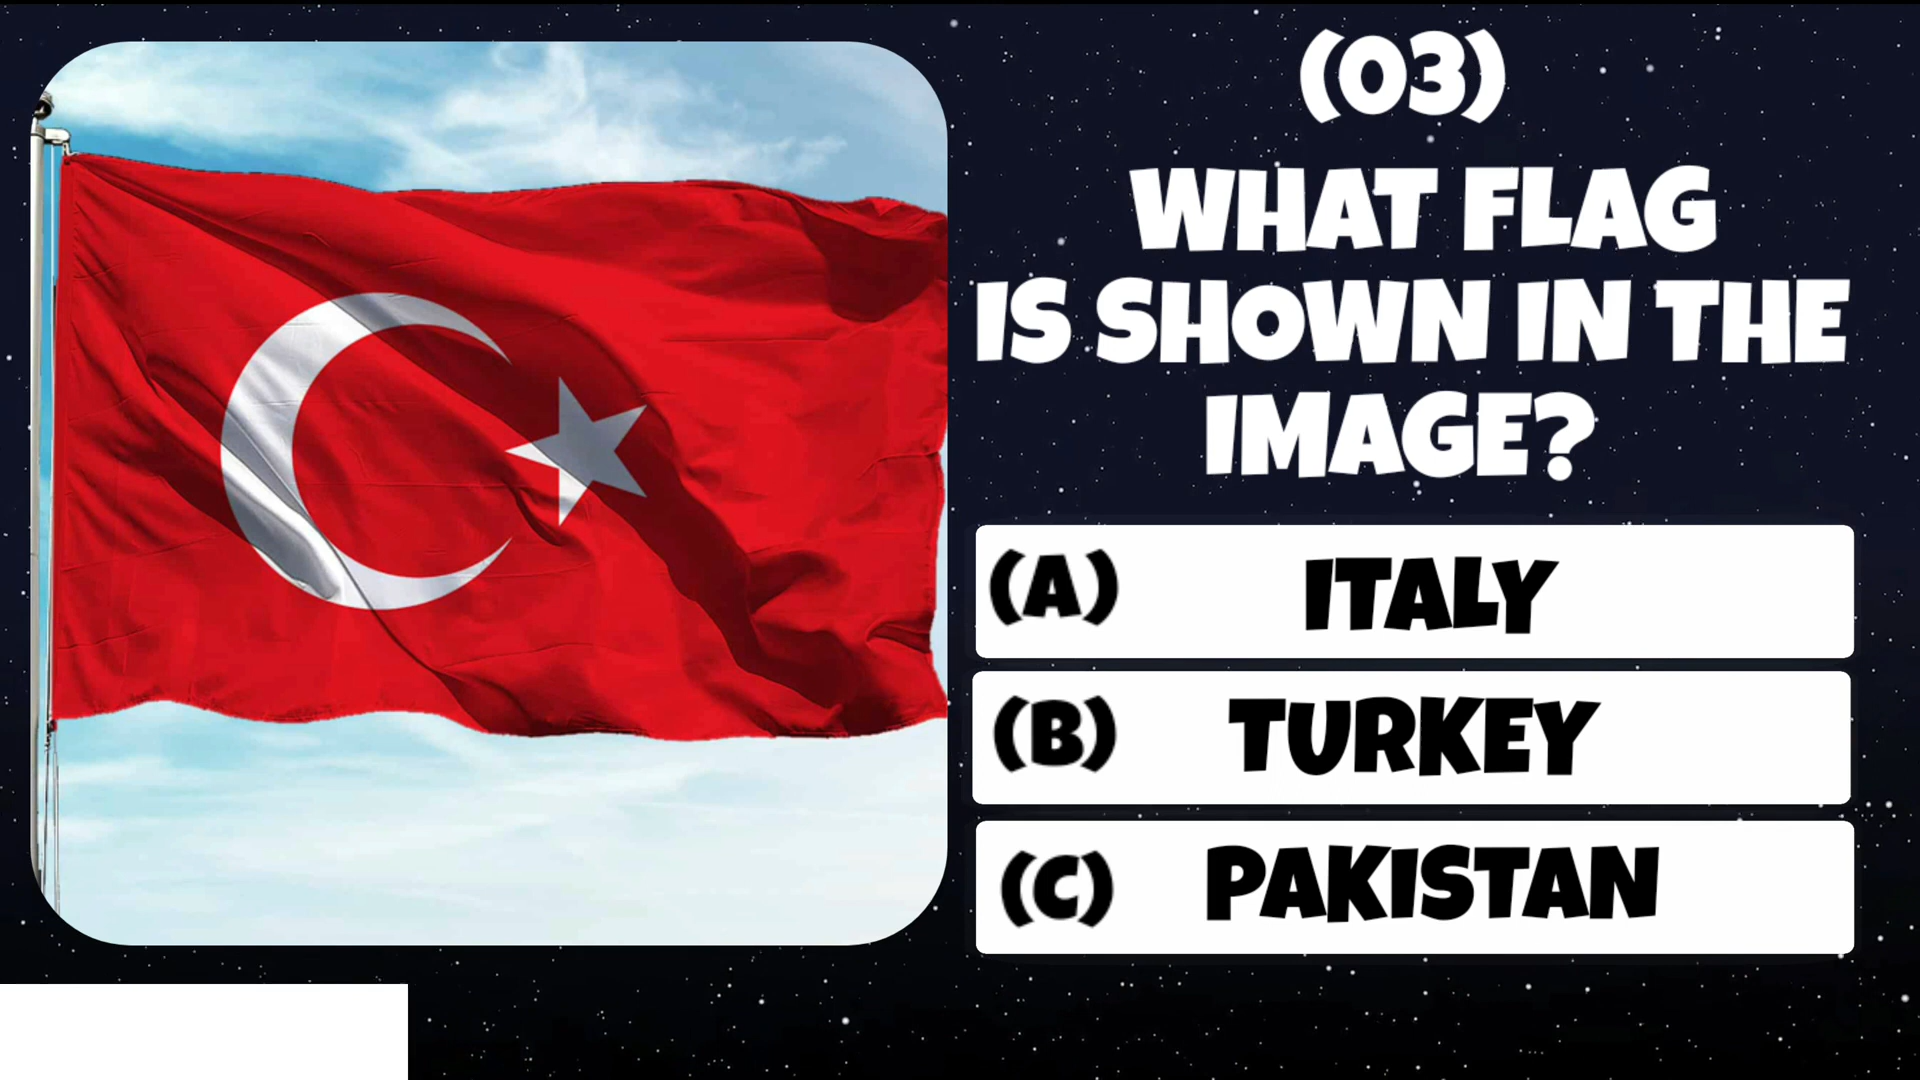 (03)
WHAT FLAG
IS SHOWN IN THE
IMAGE?
(A) ITALY
(B) TURKEY
(C) PAKISTAN